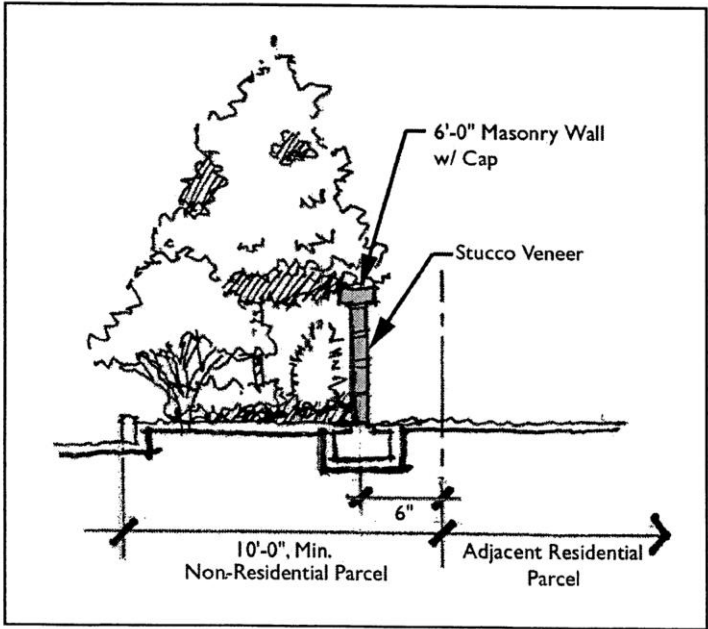 6'-0" Masonry Wall
w/ Cap
Stucco Veneer
6"
10'-0", Min.
Non-Residential Parcel
Adjacent Residential
Parcel